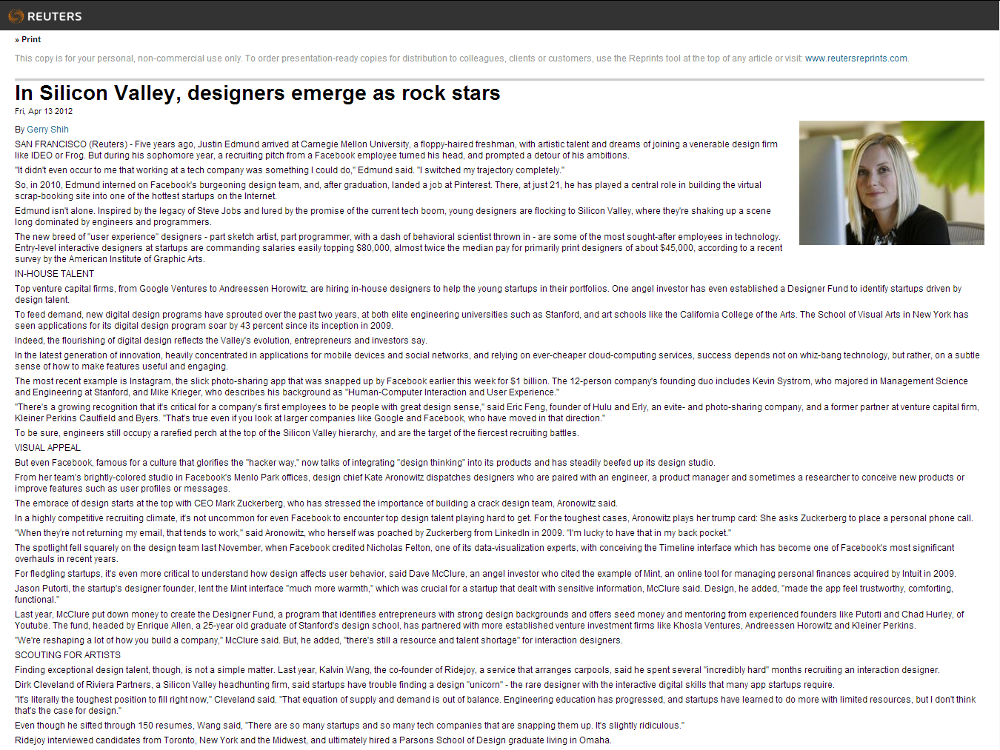 REUTERS
» Print
This copy is for your personal, non-commercial use only. To order presentation-ready copies for distribution to colleagues, clients or customers, use the Reprints tool at the top of any article or visit: www.reutersreprints.com.
In Silicon Valley, designers emerge as rock stars
Fri, Apr 13 2012
By Gerry Shih
SAN FRANCISCO (Reuters) - Five years ago, Justin Edmund arrived at Carnegie Mellon University, a floppy-haired freshman, with artistic talent and dreams of joining a venerable design firm
like IDEO or Frog. But during his sophomore year, a recruiting pitch from a Facebook employee turned his head, and prompted a detour of his ambitions.
"It didn't even occur to me that working at a tech company was something I could do," Edmund said. "I switched my trajectory completely."
So, in 2010, Edmund interned on Facebook's burgeoning design team, and, after graduation, landed a job at Pinterest. There, at just 21, he has played a central role in building the virtual
scrap-booking site into one of the hottest startups on the Internet.
Edmund isn't alone. Inspired by the legacy of Steve Jobs and lured by the promise of the current tech boom, young designers are flocking to Silicon Valley, where they're shaking up a scene
long dominated by engineers and programmers.
The new breed of "user experience" designers - part sketch artist, part programmer, with a dash of behavioral scientist thrown in - are some of the most sought-after employees in technology.
Entry-level interactive designers at startups are commanding salaries easily topping $80,000, almost twice the median pay for primarily print designers of about $45,000, according to a recent
survey by the American Institute of Graphic Arts.
IN-HOUSE TALENT
Top venture capital firms, from Google Ventures to Andreessen Horowitz, are hiring in-house designers to help the young startups in their portfolios. One angel investor has even established a Designer Fund to identify startups driven by
design talent.
To feed demand, new digital design programs have sprouted over the past two years, at both elite engineering universities such as Stanford, and art schools like the California College of the Arts. The School of Visual Arts in New York has
seen applications for its digital design program soar by 43 percent since its inception in 2009.
Indeed, the flourishing of digital design reflects the Valley's evolution, entrepreneurs and investors say.
In the latest generation of innovation, heavily concentrated in applications for mobile devices and social networks, and relying on ever-cheaper cloud-computing services, success depends not on whiz-bang technology, but rather, on a subtle
sense of how to make features useful and engaging.
The most recent example is Instagram, the slick photo-sharing app that was snapped up by Facebook earlier this week for $1 billion. The 12-person company's founding duo includes Kevin Systrom, who majored in Management Science
and Engineering at Stanford, and Mike Krieger, who describes his background as "Human-Computer Interaction and User Experience."
"There's a growing recognition that it's critical for a company's first employees to be people with great design sense," said Eric Feng, founder of Hulu and Erly, an evite- and photo-sharing company, and a former partner at venture capital firm,
Kleiner Perkins Caulfield and Byers. "That's true even if you look at larger companies like Google and Facebook, who have moved in that direction."
To be sure, engineers still occupy a rarefied perch at the top of the Silicon Valley hierarchy, and are the target of the fiercest recruiting battles.
VISUAL APPEAL
But even Facebook, famous for a culture that glorifies the "hacker way," now talks of integrating "design thinking" into its products and has steadily beefed up its design studio.
From her team's brightly-colored studio in Facebook's Menlo Park offices, design chief Kate Aronowitz dispatches designers who are paired with an engineer, a product manager and sometimes a researcher to conceive new products or
improve features such as user profiles or messages.
The embrace of design starts at the top with CEO Mark Zuckerberg, who has stressed the importance of building a crack design team, Aronowitz said.
In a highly competitive recruiting climate, it's not uncommon for even Facebook to encounter top design talent playing hard to get. For the toughest cases, Aronowitz plays her trump card: She asks Zuckerberg to place a personal phone call.
"When they're not returning my email, that tends to work," said Aronowitz, who herself was poached by Zuckerberg from LinkedIn in 2009. "I'm lucky to have that in my back pocket."
The spotlight fell squarely on the design team last November, when Facebook credited Nicholas Felton, one of its data-visualization experts, with conceiving the Timeline interface which has become one of Facebook's most significant
overhauls in recent years.
For fledgling startups, it's even more critical to understand how design affects user behavior, said Dave McClure, an angel investor who cited the example of Mint, an online tool for managing personal finances acquired by Intuit in 2009.
Jason Putorti, the startup's designer founder, lent the Mint interface "much more warmth," which was crucial for a startup that dealt with sensitive information, McClure said. Design, he added, "made the app feel trustworthy, comforting,
functional."
Last year, McClure put down money to create the Designer Fund, a program that identifies entrepreneurs with strong design backgrounds and offers seed money and mentoring from experienced founders like Putorti and Chad Hurley, of
Youtube. The fund, headed by Enrique Allen, a 25-year old graduate of Stanford's design school, has partnered with more established venture investment firms like Khosla Ventures, Andreessen Horowitz and Kleiner Perkins.
"We're reshaping a lot of how you build a company," McClure said. But, he added, "there's still a resource and talent shortage" for interaction designers.
SCOUTING FOR ARTISTS
Finding exceptional design talent, though, is not a simple matter. Last year, Kalvin Wang, the co-founder of Ridejoy, a service that arranges carpools, said he spent several "incredibly hard" months recruiting an interaction designer.
Dirk Cleveland of Riviera Partners, a Silicon Valley headhunting firm, said startups have trouble finding a design "unicorn" - the rare designer with the interactive digital skills that many app startups require.
"It's literally the toughest position to fill right now," Cleveland said. "That equation of supply and demand is out of balance. Engineering education has progressed, and startups have learned to do more with limited resources, but I don't think
that's the case for design."
Even though he sifted through 150 resumes, Wang said, "There are so many startups and so many tech companies that are snapping them up. It's slightly ridiculous."
Ridejoy interviewed candidates from Toronto, New York and the Midwest, and ultimately hired a Parsons School of Design graduate living in Omaha.